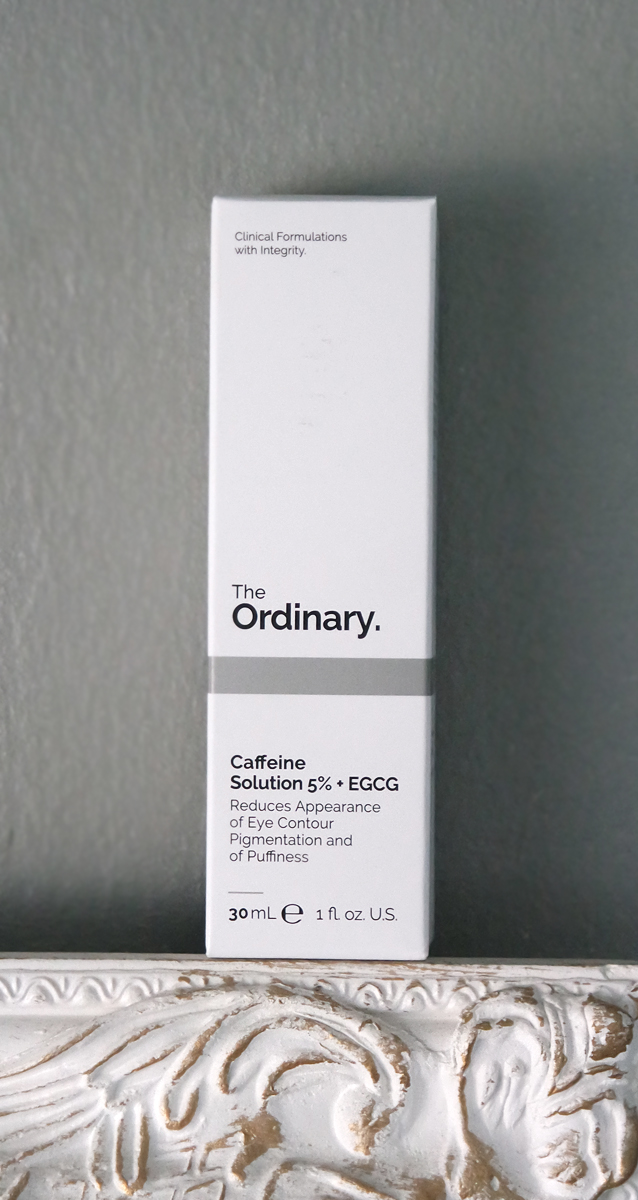 Clinical Formulations
with Integrity.
The
Ordinary.
Caffeine
Solution 5% + EGCG
Reduces Appearance
of Eye Contour
Pigmentation and
of Puffiness
30 mL ℮ 1 fl. oz. U.S.